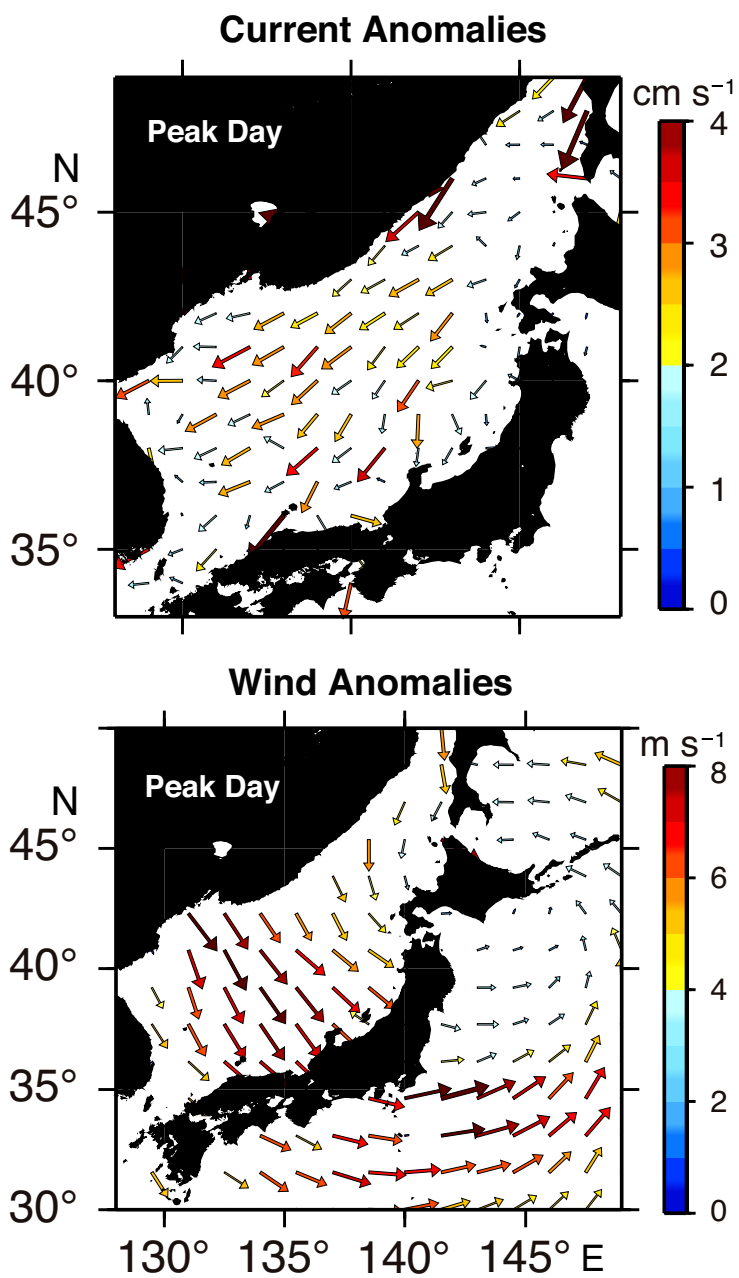 Current Anomalies
cm s⁻¹
Peak Day
N
45°
40°
35°
4
3
2
1
0
Wind Anomalies
m s⁻¹
Peak Day
N
45°
40°
35°
30°
8
6
4
2
0
130° 135° 140° 145° E